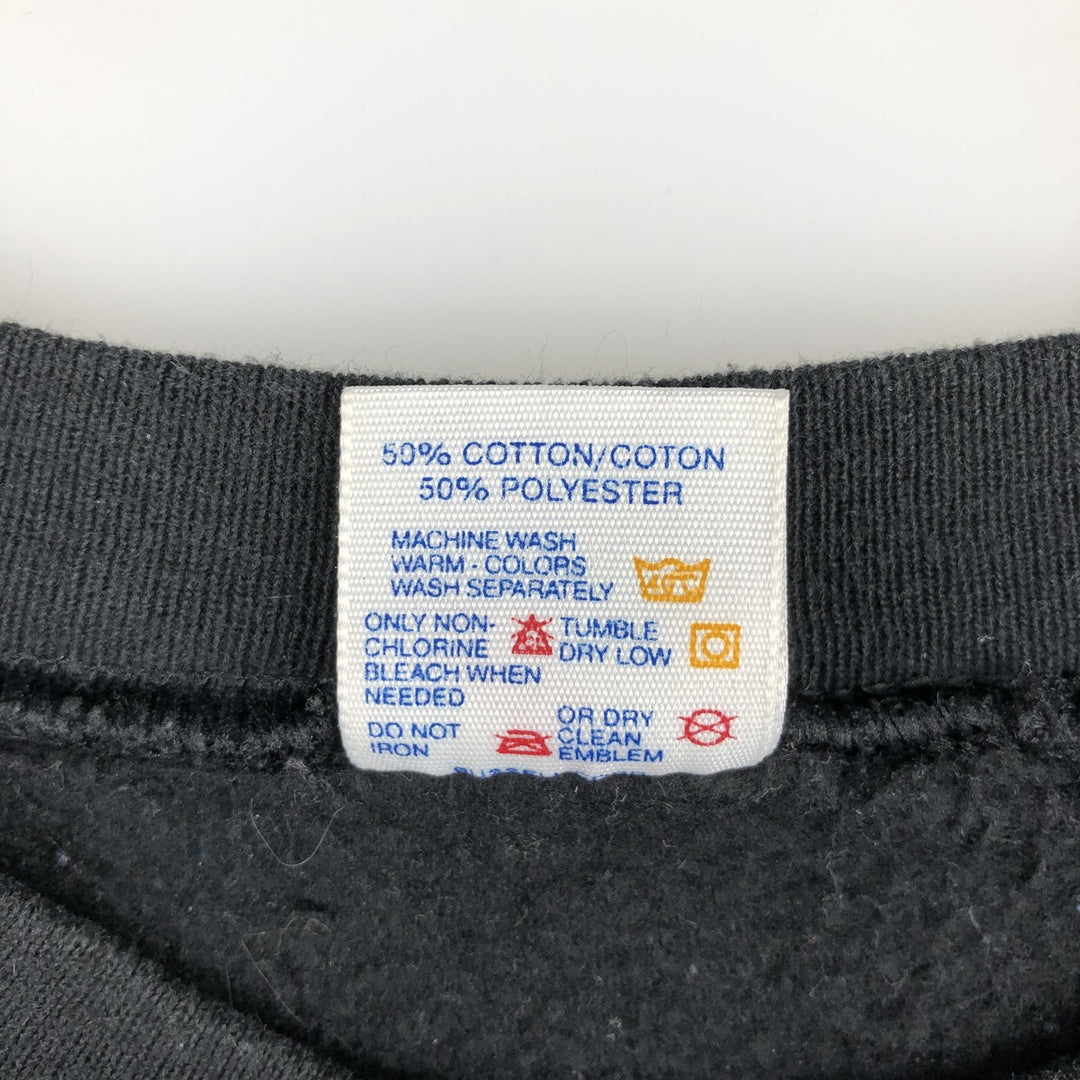 50% COTTON/COTON
50% POLYESTER
MACHINE WASH
WARM - COLORS
WASH SEPARATELY
ONLY NON-
CHLORINE
BLEACH WHEN
NEEDED
TUMBLE
DRY LOW
DO NOT
IRON
OR DRY
CLEAN
EMBLEM